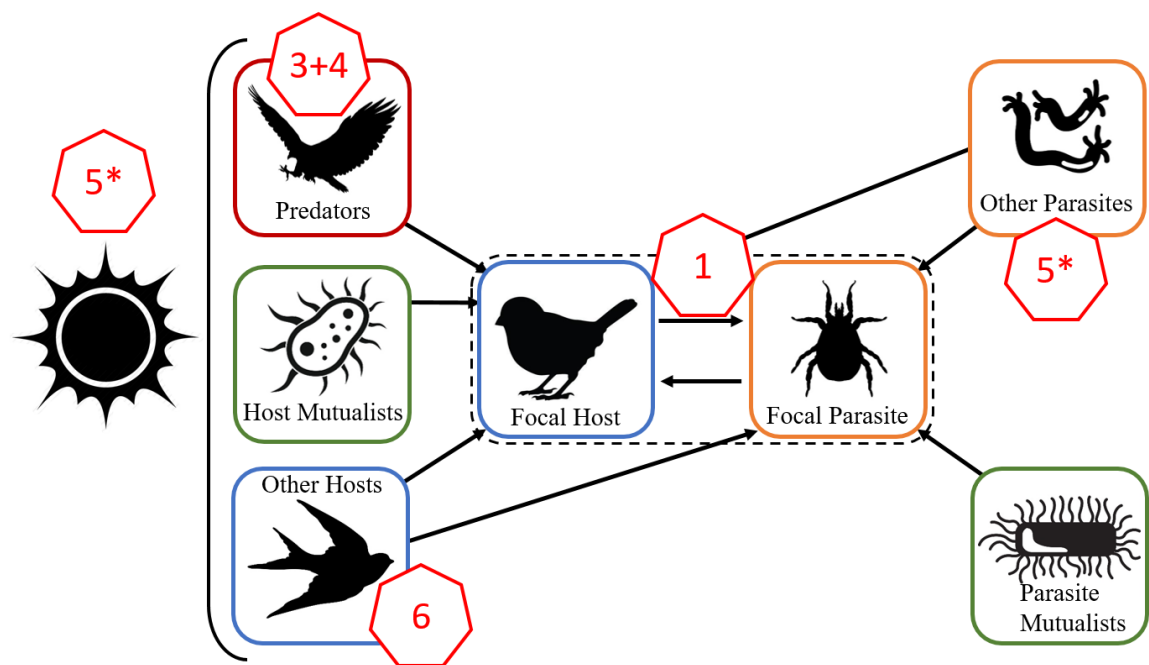 3+4
5*
Predators
Other Parasites
1
5*
Host Mutualists
Focal Host
Focal Parasite
Other Hosts
6
Parasite
Mutualists